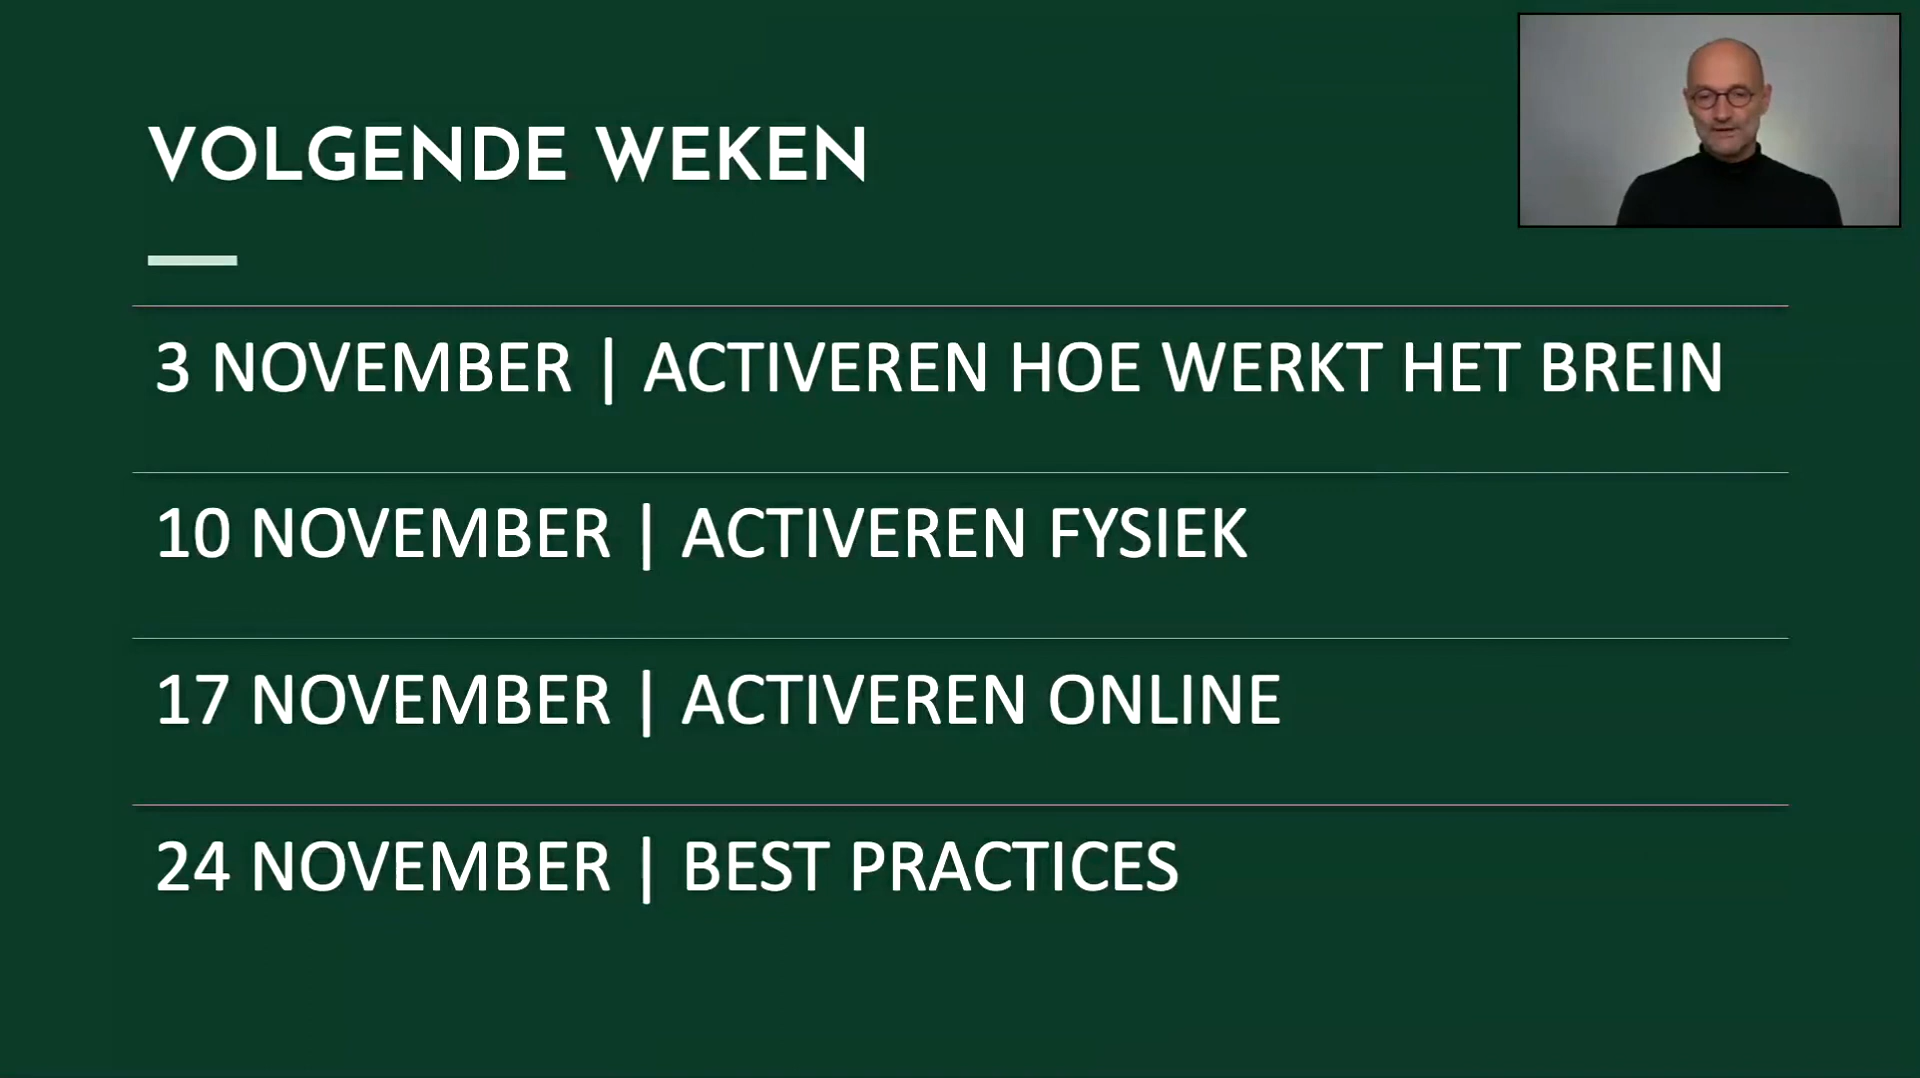 VOLGENDE WEKEN
3 NOVEMBER | ACTIVEREN HOE WERKT HET BREIN
10 NOVEMBER | ACTIVEREN FYSIEK
17 NOVEMBER | ACTIVEREN ONLINE
24 NOVEMBER | BEST PRACTICES